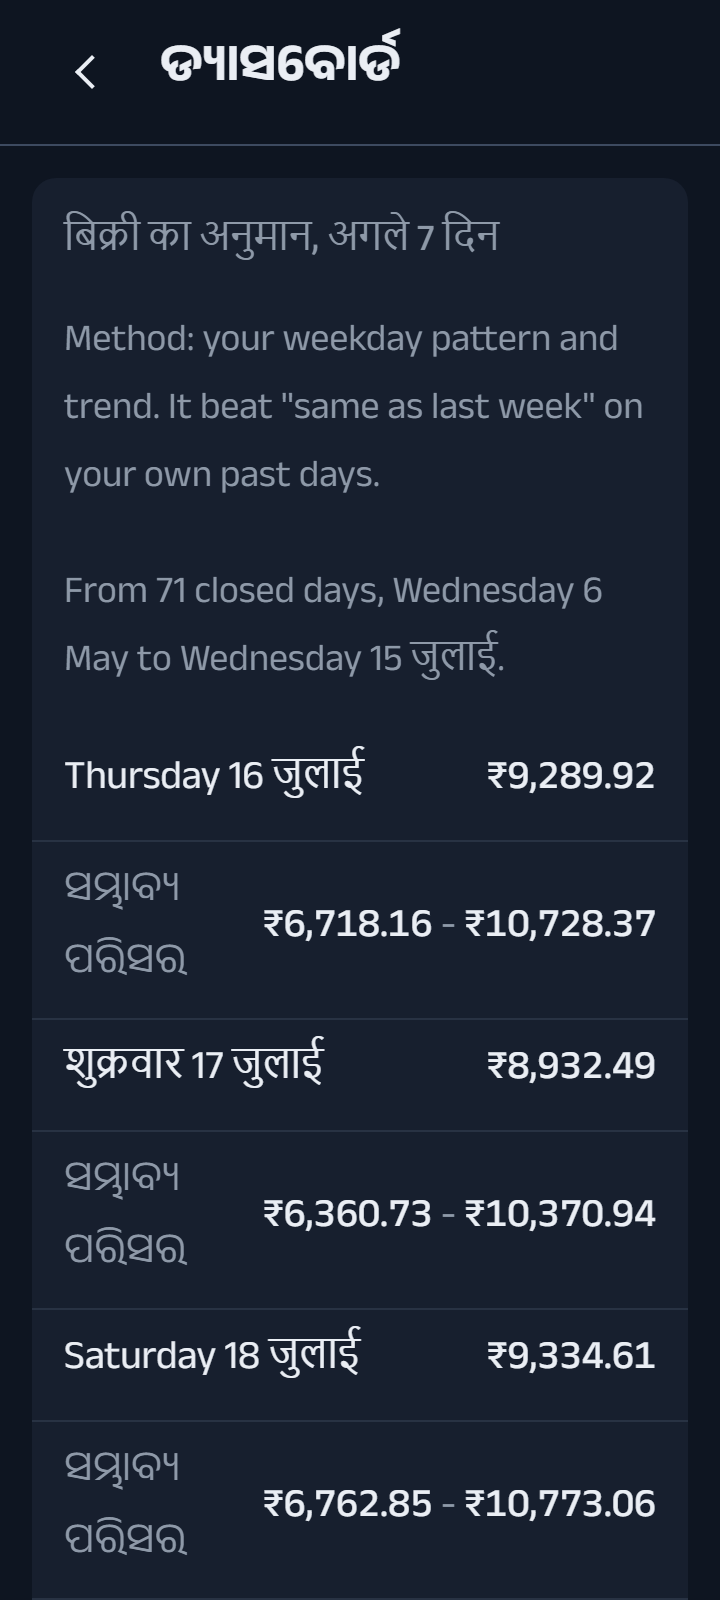 ଡ୍ୟାସବୋର୍ଡ
बिक्री का अनुमान, अगले 7 दिन
Method: your weekday pattern and
trend. It beat "same as last week" on
your own past days.
From 71 closed days, Wednesday 6
May to Wednesday 15 जुलाई.
Thursday 16 जुलाई ₹9,289.92
ସମ୍ଭାବ୍ୟ
ପରିସର ₹6,718.16 - ₹10,728.37
शुक्रवार 17 जुलाई ₹8,932.49
ସମ୍ଭାବ୍ୟ
ପରିସର ₹6,360.73 - ₹10,370.94
Saturday 18 जुलाई ₹9,334.61
ସମ୍ଭାବ୍ୟ
ପରିସର ₹6,762.85 - ₹10,773.06